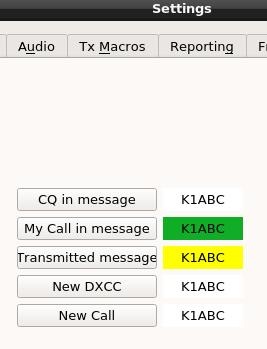 Settings
Audio Tx Macros Reporting
CQ in message K1ABC
My Call in message K1ABC
Transmitted message K1ABC
New DXCC K1ABC
New Call K1ABC